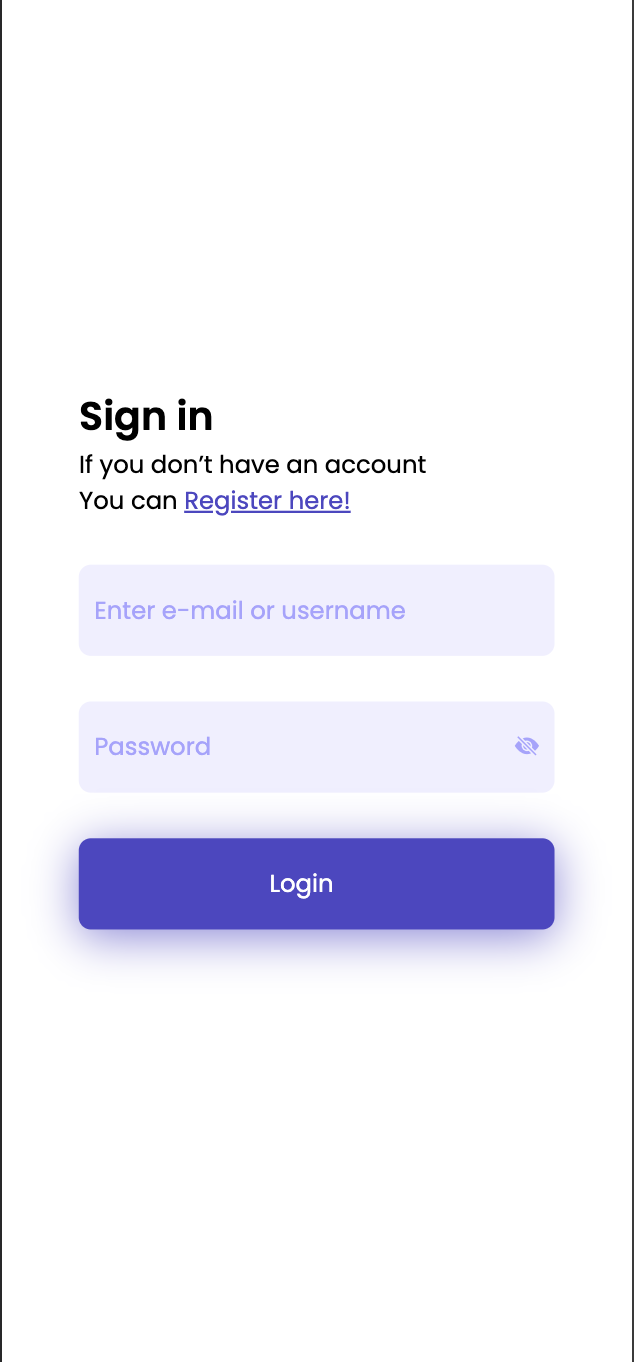 Sign in
If you don’t have an account
You can Register here!
Enter e-mail or username
Password
Login